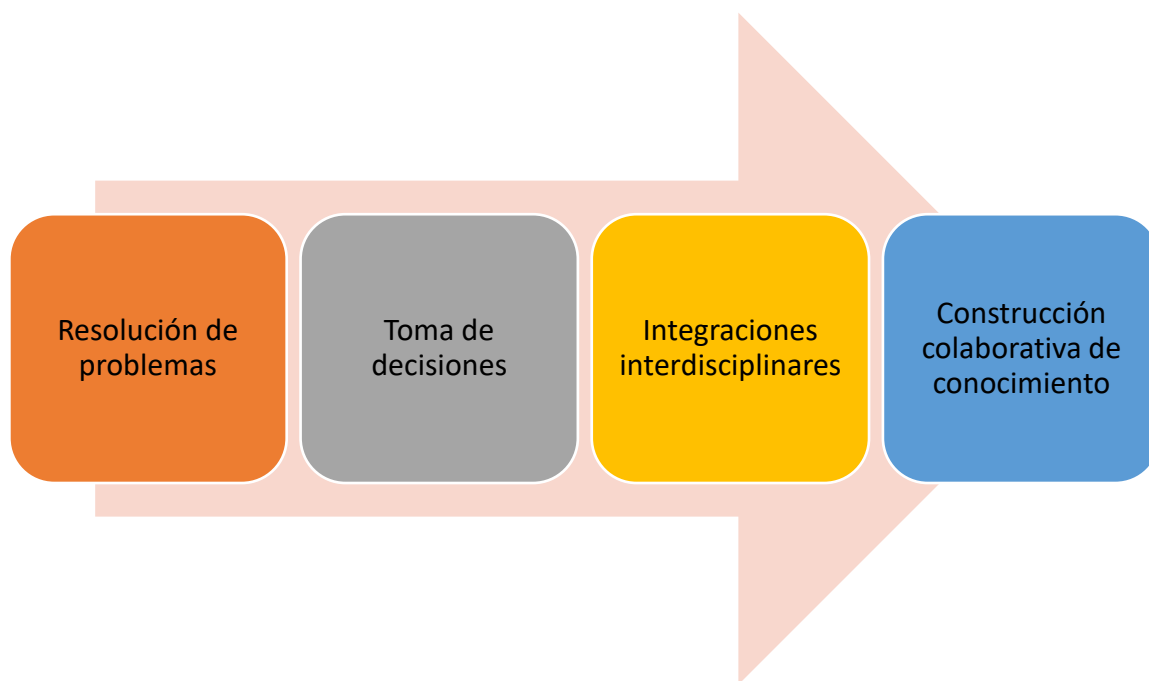 Resolución de
problemas
Toma de
decisiones
Integraciones
interdisciplinares
Construcción
colaborativa de
conocimiento